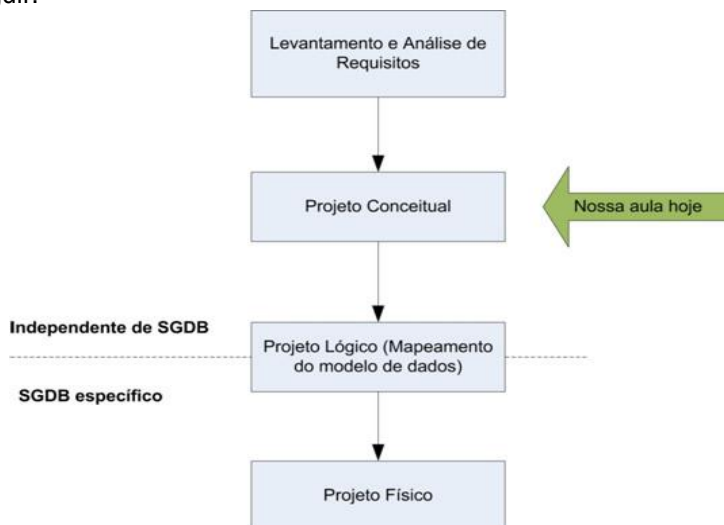 Levantamento e Análise de
Requisitos
Projeto Conceitual
Nossa aula hoje
Independente de SGDB
Projeto Lógico (Mapeamento
do modelo de dados)
SGDB específico
Projeto Físico